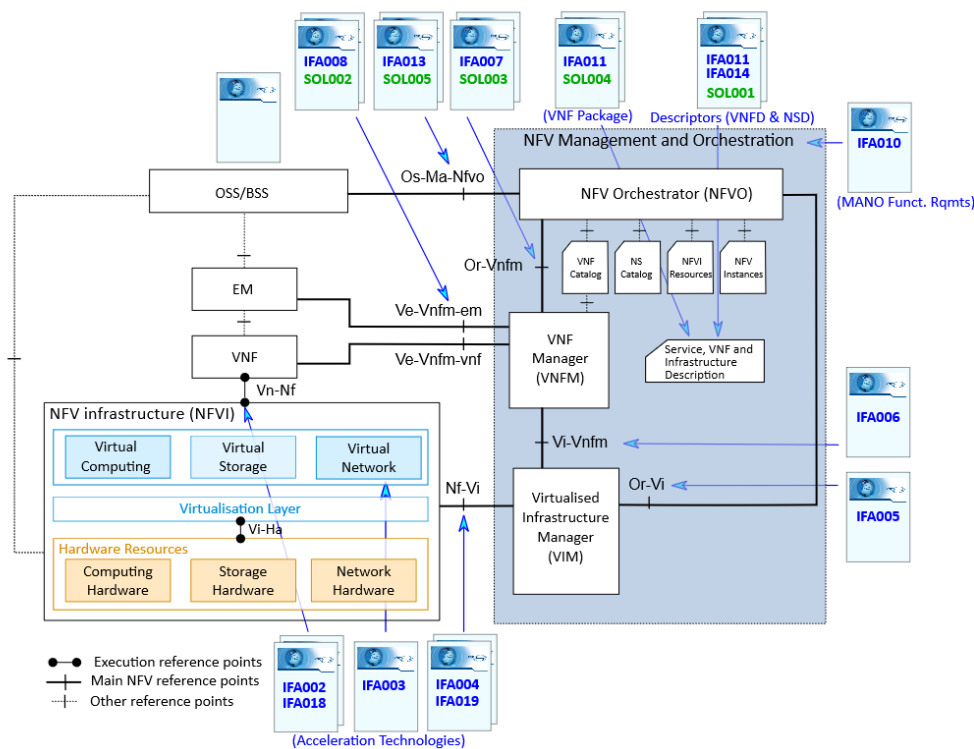 IFA008
SOL002
IFA013
SOL005
IFA007
SOL003
IFA011
SOL004
IFA011
IFA014
SOL001
(VNF Package)
Descriptors (VNFD & NSD)
IFA010
(MANO Funct. Rqmts)
NFV Management and Orchestration
OSS/BSS
Os-Ma-Nfvo
NFV Orchestrator (NFVO)
Or-Vnfm
VNF
Catalog
NS
Catalog
NFVI
Resources
NFV
Instances
EM
Ve-Vnfm-em
VNF
Ve-Vnfm-vnf
VNF
Manager
(VNFM)
Service, VNF and
Infrastructure
Description
Vn-Nf
NFV infrastructure (NFVI)
Virtual
Computing
Virtual
Storage
Virtual
Network
Vi-Vnfm
IFA006
Nf-Vi
Virtualised
Infrastructure
Manager
(VIM)
Or-Vi
IFA005
Virtualisation Layer
Vi-Ha
Hardware Resources
Computing
Hardware
Storage
Hardware
Network
Hardware
Execution reference points
Main NFV reference points
Other reference points
IFA002
IFA018
IFA003
IFA004
IFA019
(Acceleration Technologies)